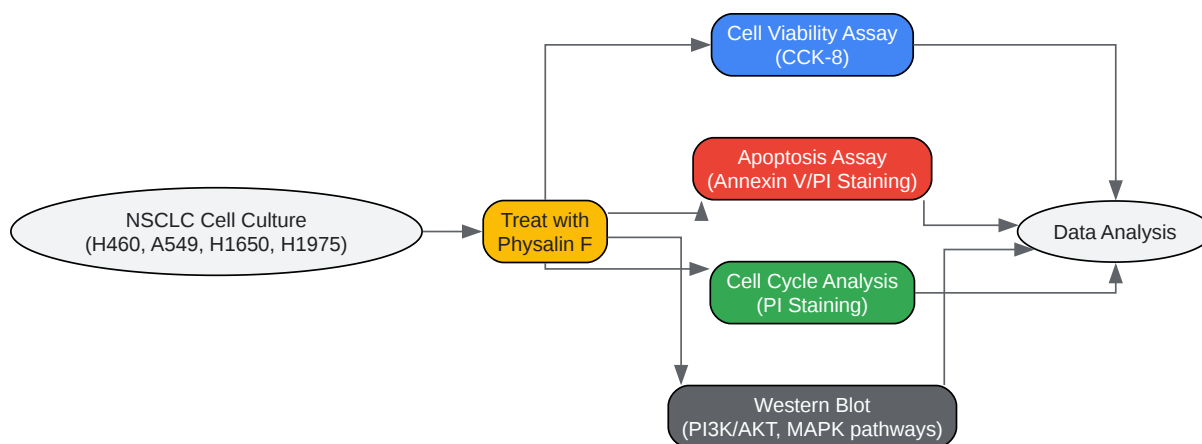 NSCLC Cell Culture
(H460, A549, H1650, H1975)
Treat with
Physalin F
Cell Viability Assay
(CCK-8)
Apoptosis Assay
(Annexin V/PI Staining)
Cell Cycle Analysis
(PI Staining)
Western Blot
(PI3K/AKT, MAPK pathways)
Data Analysis